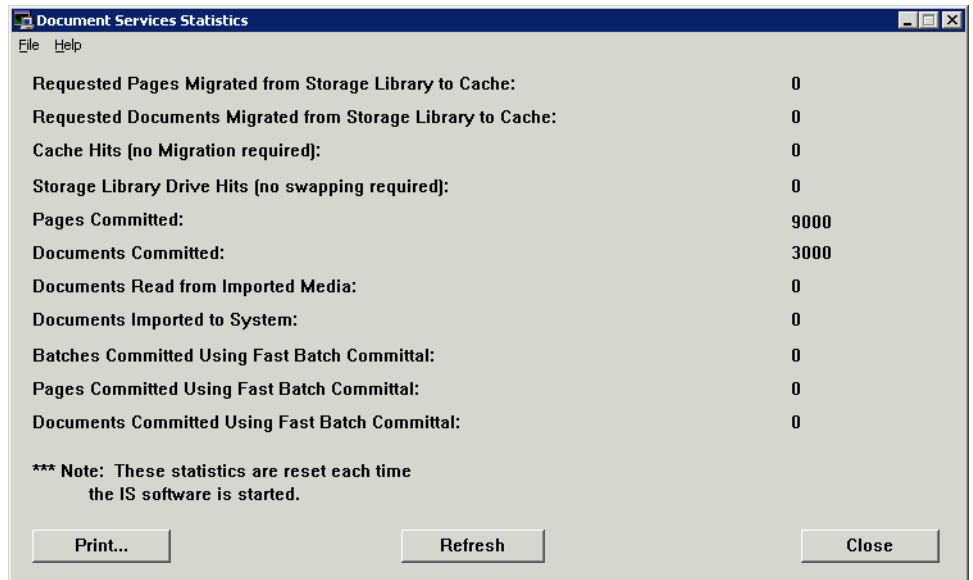 Document Services Statistics
File Help
Requested Pages Migrated from Storage Library to Cache: 0
Requested Documents Migrated from Storage Library to Cache: 0
Cache Hits (no Migration required): 0
Storage Library Drive Hits (no swapping required): 0
Pages Committed: 9000
Documents Committed: 3000
Documents Read from Imported Media: 0
Documents Imported to System: 0
Batches Committed Using Fast Batch Committal: 0
Pages Committed Using Fast Batch Committal: 0
Documents Committed Using Fast Batch Committal: 0
*** Note: These statistics are reset each time
the IS software is started.
Print... Refresh Close